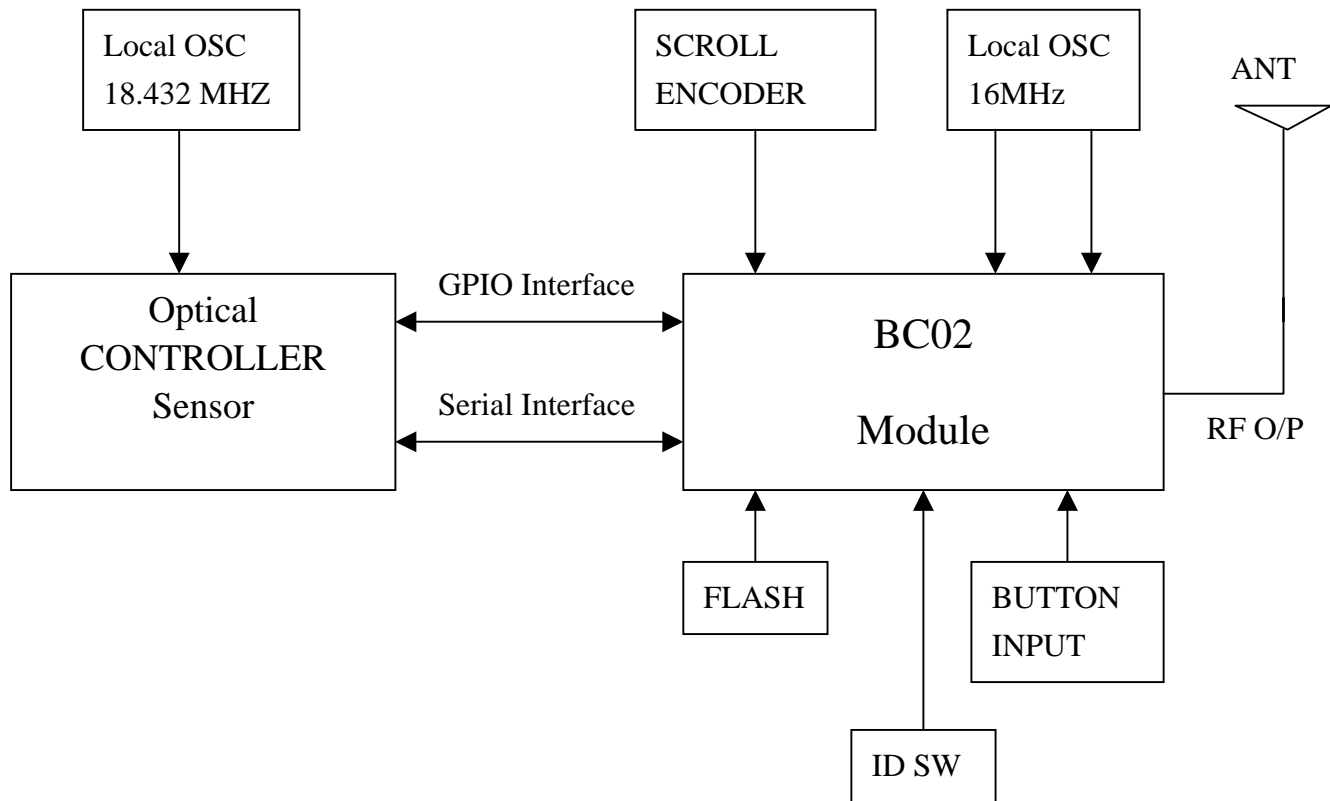 Local OSC
18.432 MHZ
SCROLL
ENCODER
Local OSC
16MHz
ANT
Optical
CONTROLLER
Sensor
GPIO Interface
Serial Interface
BC02
Module
RF O/P
FLASH
BUTTON
INPUT
ID SW